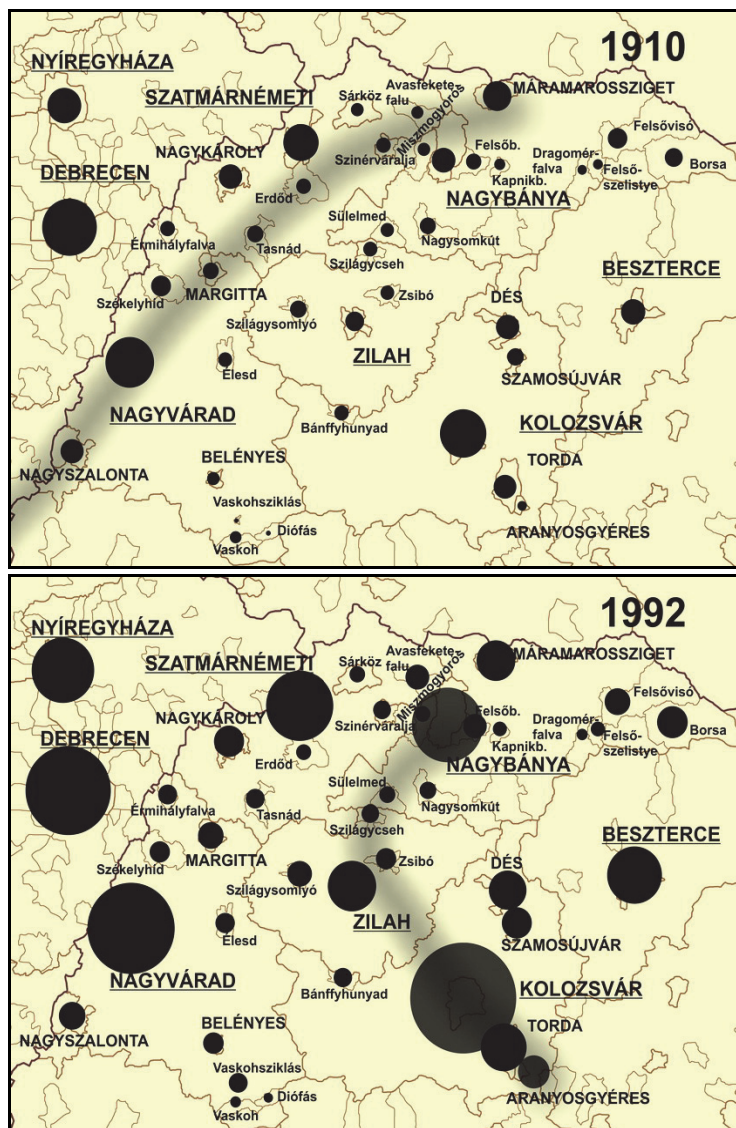 1910
NYÍREGYHÁZA
SZATMÁRNÉMETI
Sárköz
Avasfekete-
falu
MÁRAMAROSSZIGET
Miszmogyorós
Felsővisó
NAGYKÁROLY
Szinérváralja
Felsőb.
Kapnikb.
Dragomér-
falva
Felső-
szelistye
Borsa
DEBRECEN
Erdőd
NAGYBÁNYA
Sülelmed
Érmihályfalva
Tasnád
Nagysomkút
Szilágycseh
BESZTERCE
Székelyhíd
MARGITTA
Zsibó
DÉS
Szilágysomlyó
ZILAH
Élesd
SZAMOSÚJVÁR
NAGYVÁRAD
Bánffyhunyad
KOLOZSVÁR
NAGYSZALONTA
BELÉNYES
TORDA
Vaskohsziklás
Diófás
Vaskoh
ARANYOSGYÉRES
1992
NYÍREGYHÁZA
SZATMÁRNÉMETI
Sárköz
Avasfekete-
falu
MÁRAMAROSSZIGET
Miszmogyorós
Felsővisó
NAGYKÁROLY
Szinérváralja
Felsőb.
Kapnikb.
Dragomér-
falva
Felső-
szelistye
Borsa
DEBRECEN
Erdőd
NAGYBÁNYA
Sülelmed
Érmihályfalva
Tasnád
Nagysomkút
Szilágycseh
BESZTERCE
Székelyhíd
MARGITTA
Zsibó
DÉS
Szilágysomlyó
ZILAH
Élesd
SZAMOSÚJVÁR
NAGYVÁRAD
Bánffyhunyad
KOLOZSVÁR
NAGYSZALONTA
BELÉNYES
TORDA
Vaskohsziklás
Diófás
Vaskoh
ARANYOSGYÉRES